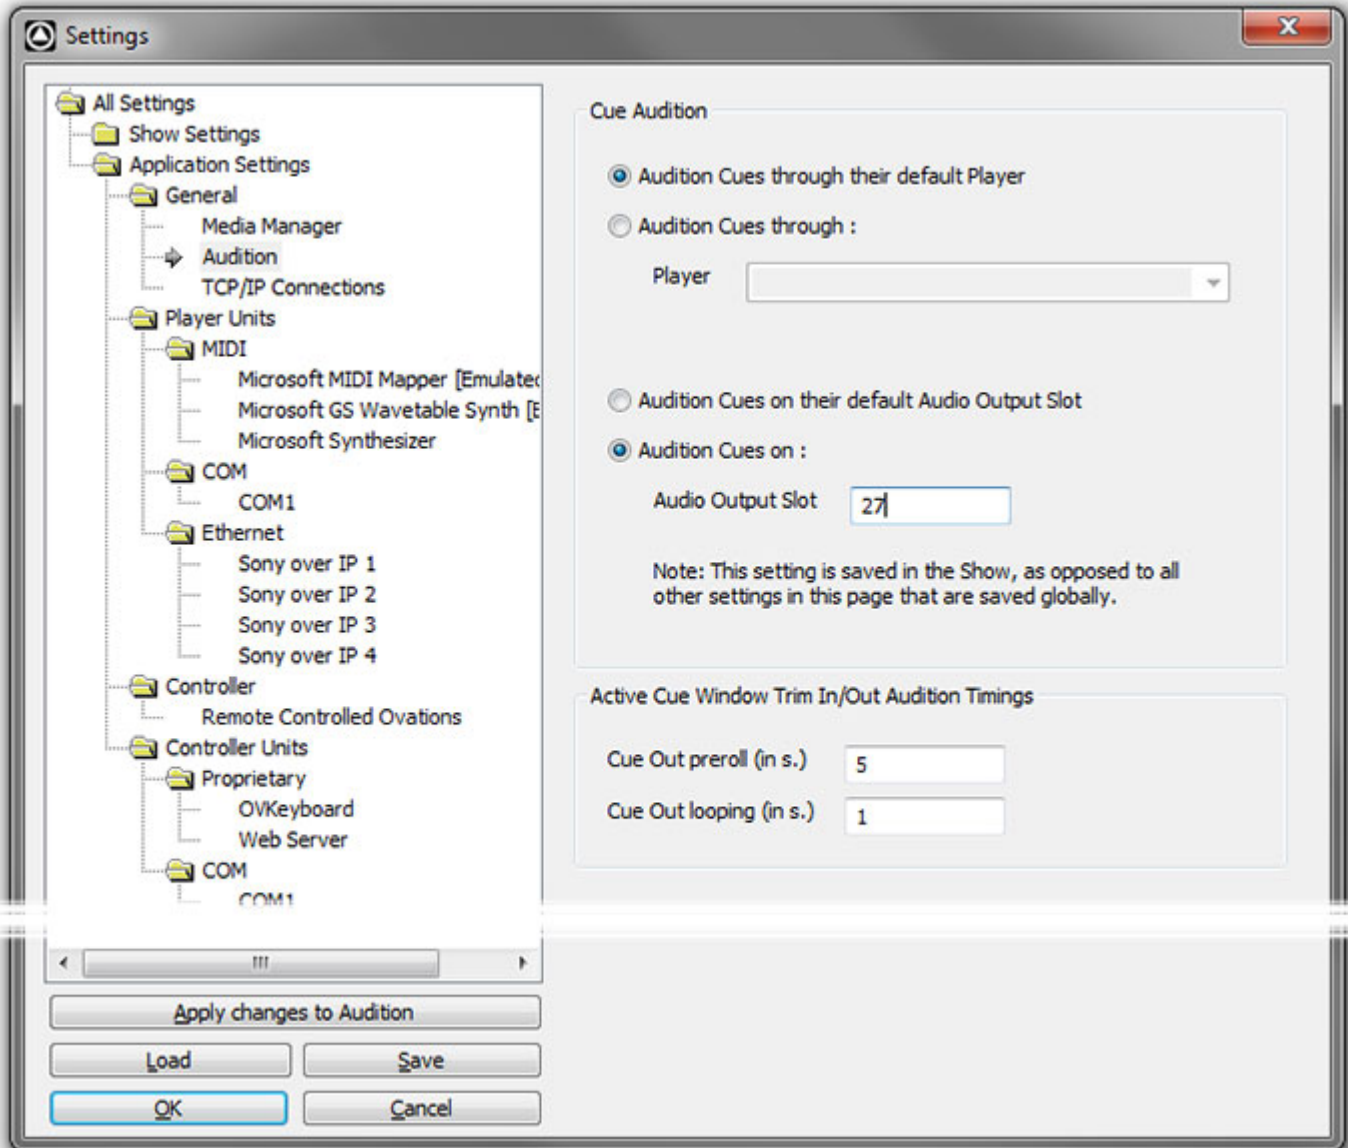 Settings
All Settings
Show Settings
Application Settings
General
Media Manager
Audition
TCP/IP Connections
Player Units
MIDI
Microsoft MIDI Mapper [Emulated
Microsoft GS Wavetable Synth [E
Microsoft Synthesizer
COM
COM1
Ethernet
Sony over IP 1
Sony over IP 2
Sony over IP 3
Sony over IP 4
Controller
Remote Controlled Ovations
Controller Units
Proprietary
OVKeyboard
Web Server
COM
COM1
Apply changes to Audition
Load
Save
OK
Cancel
Cue Audition
Audition Cues through their default Player
Audition Cues through :
Player
Audition Cues on their default Audio Output Slot
Audition Cues on :
Audio Output Slot 27
Note: This setting is saved in the Show, as opposed to all
other settings in this page that are saved globally.
Active Cue Window Trim In/Out Audition Timings
Cue Out preroll (in s.) 5
Cue Out looping (in s.) 1